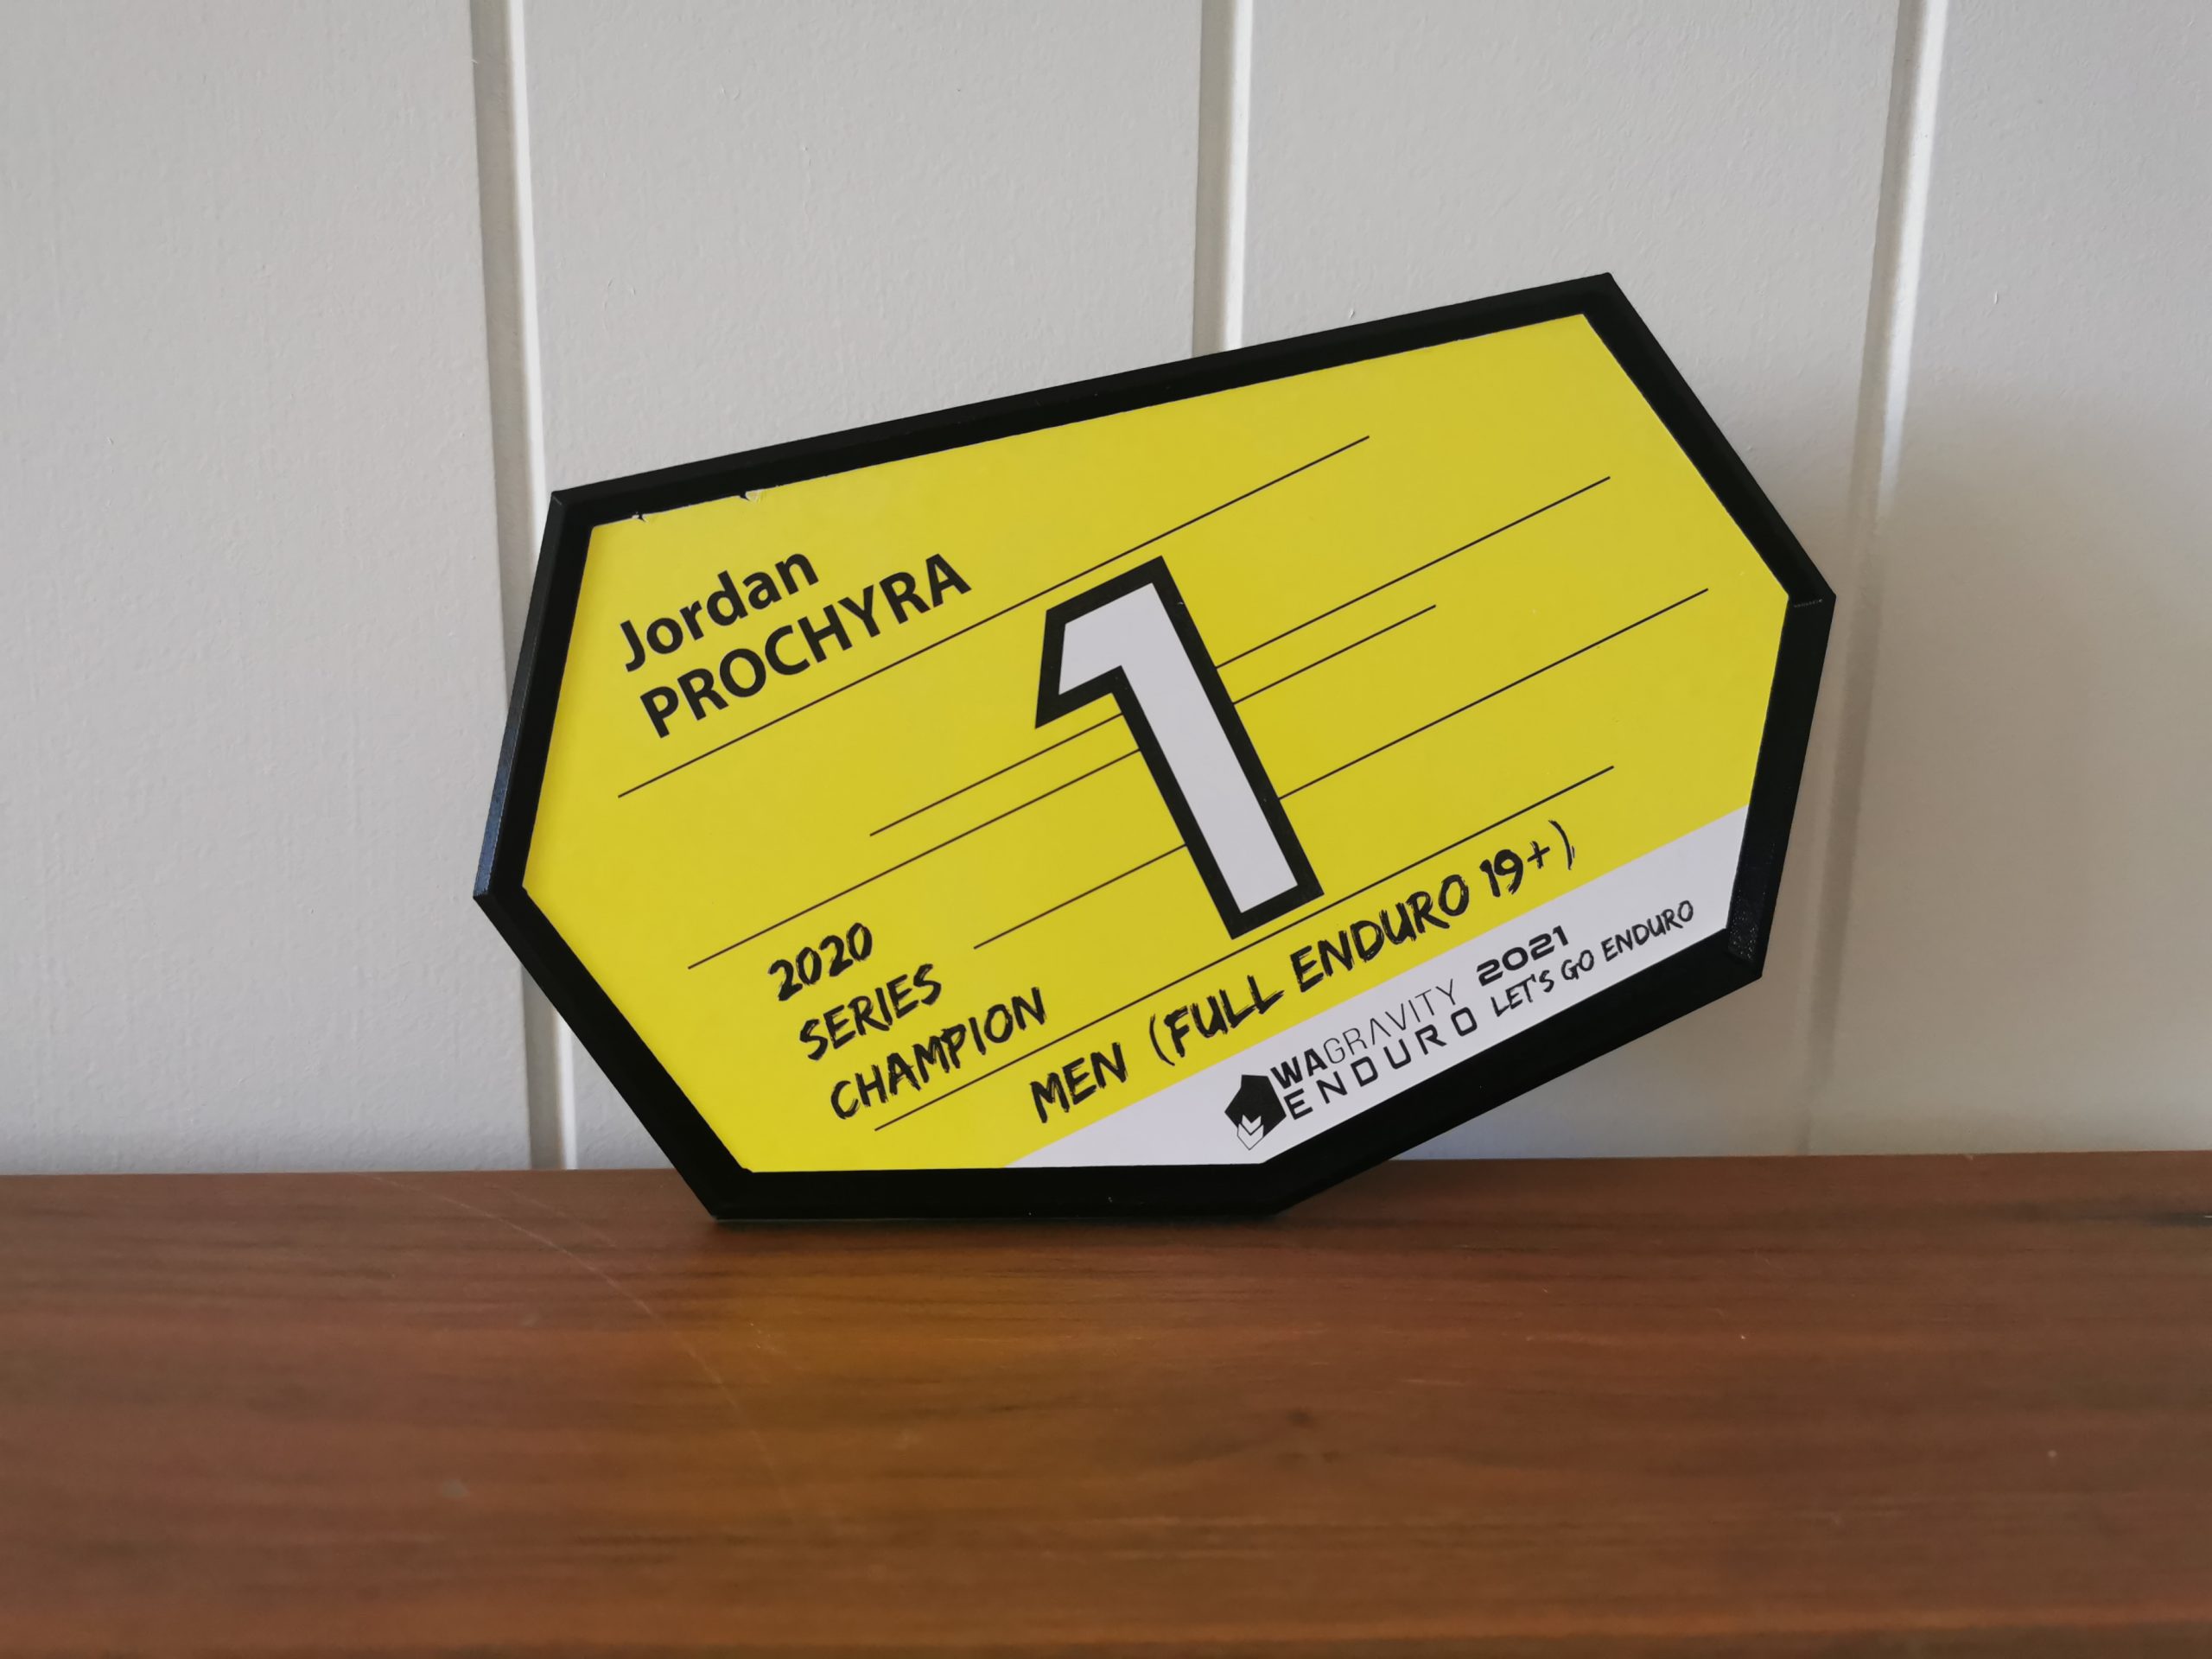 Jordan
PROCHYRA
1
2020
SERIES
CHAMPION
MEN (FULL ENDURO 19+)
WAGRAVITY 2021
ENDURO LET'S GO ENDURO